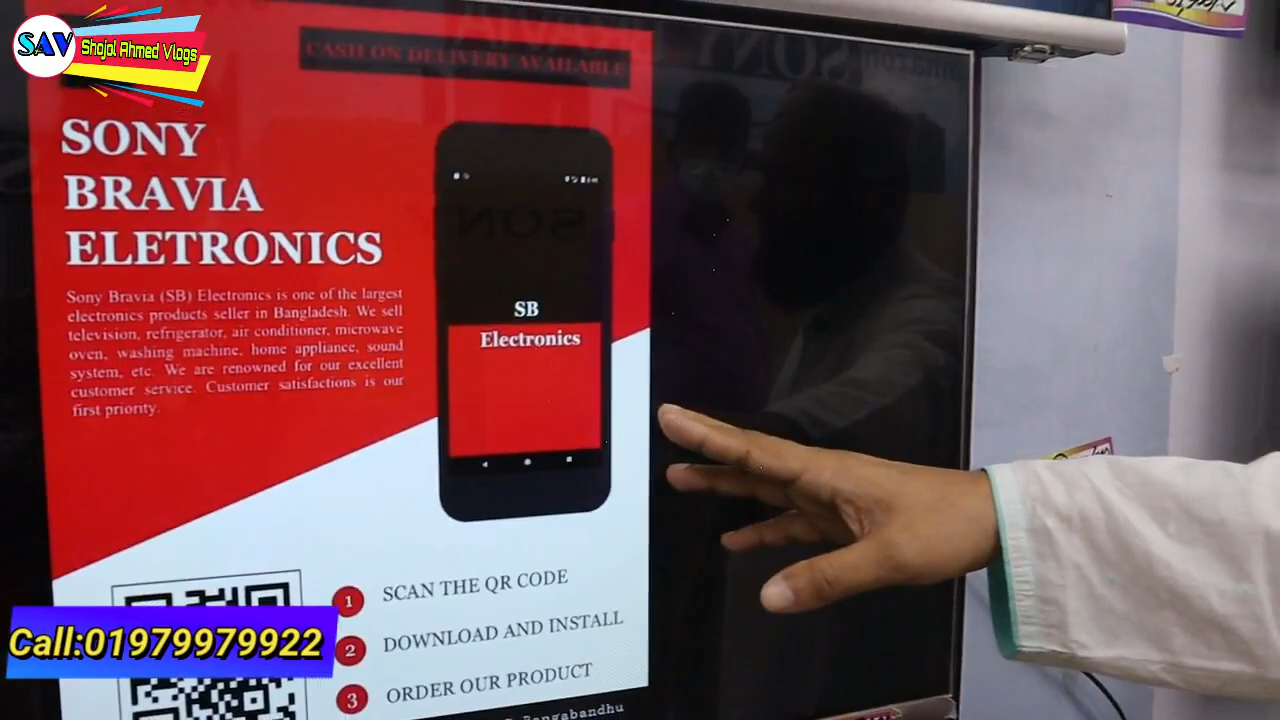 SAV
Shojol Ahmed Vlogs
CASH ON DELIVERY AVAILABLE
SONY
BRAVIA
ELETRONICS
Sony Bravia (SB) Electronics is one of the largest
electronics products seller in Bangladesh. We sell
television, refrigerator, air conditioner, microwave
oven, washing machine, home appliance, sound
system, etc. We are renowned for our excellent
customer service. Customer satisfactions is our
first priority.
SB
Electronics
1 SCAN THE QR CODE
2 DOWNLOAD AND INSTALL
3 ORDER OUR PRODUCT
Bangabandhu
Call:01979979922
SONY